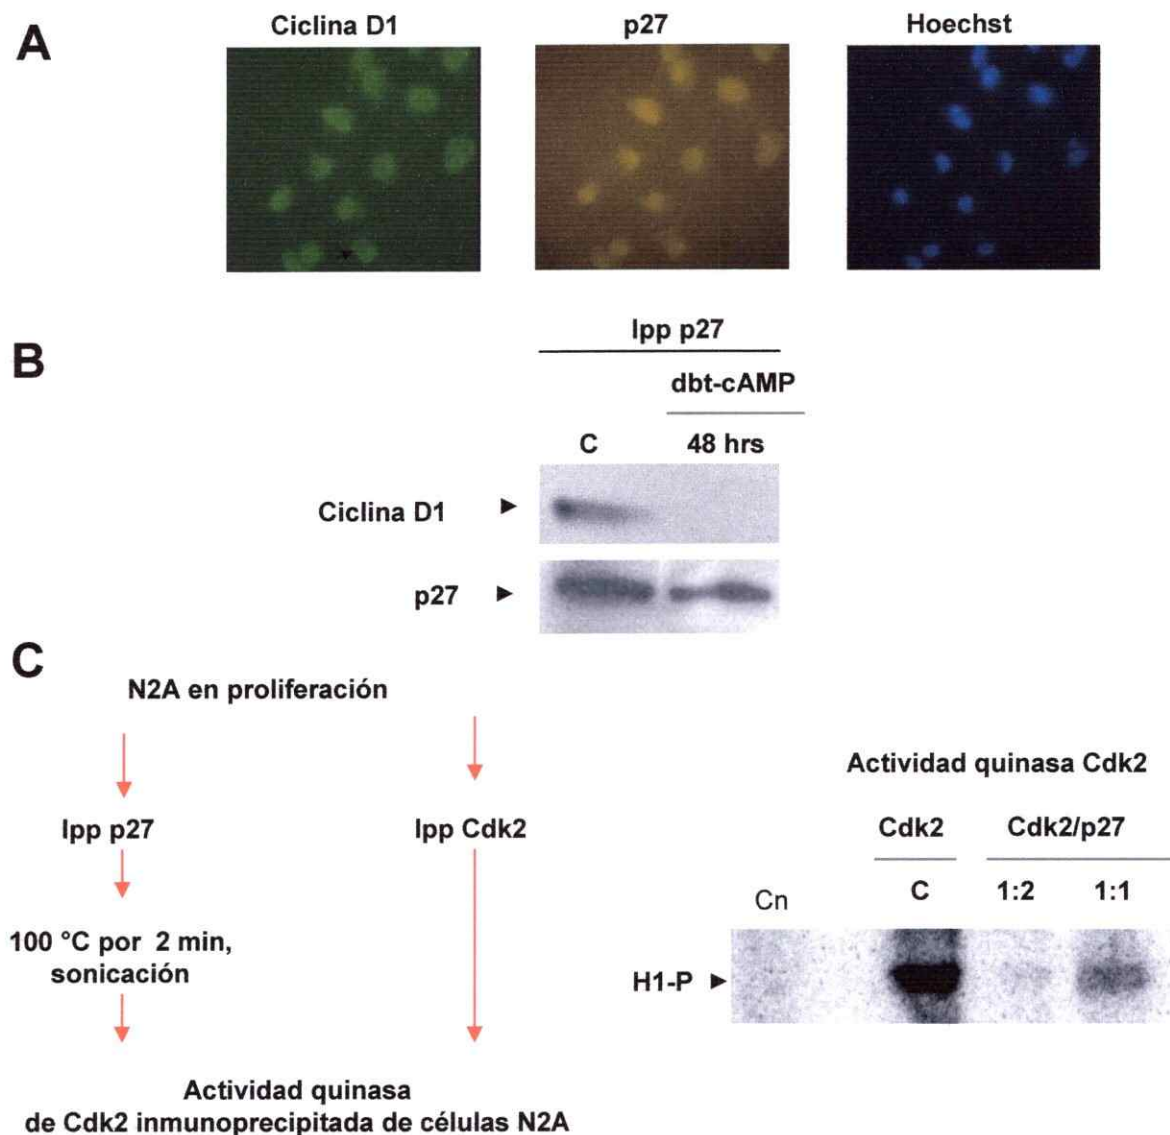 A
Ciclina D1
p27
Hoechst
B
Ipp p27
dbt-cAMP
C
48 hrs
Ciclina D1
p27
C
N2A en proliferación
Ipp p27
Ipp Cdk2
100 °C por 2 min,
sonicación
Actividad quinasa
de Cdk2 inmunoprecipitada de células N2A
Actividad quinasa Cdk2
Cdk2
Cdk2/p27
Cn
C
1:2
1:1
H1-P